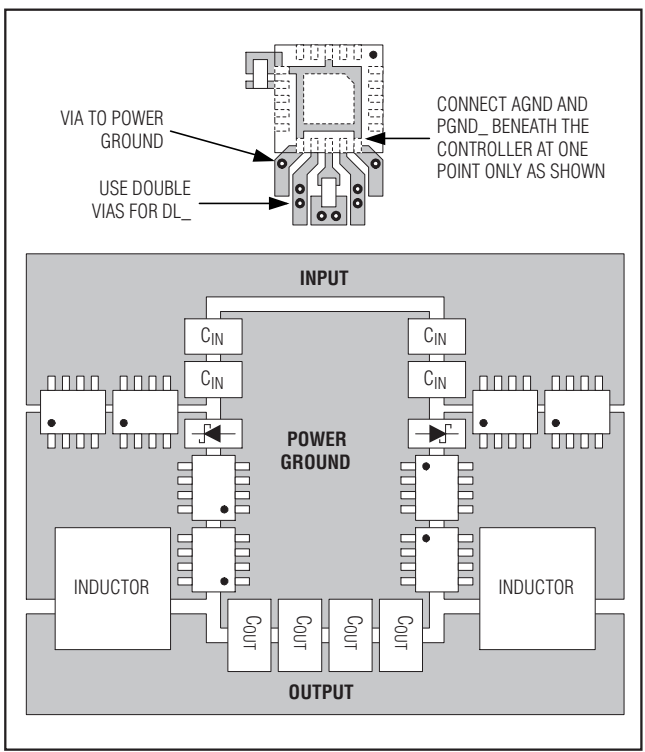 VIA TO POWER
GROUND
USE DOUBLE
VIAS FOR DL_
CONNECT AGND AND
PGND_ BENEATH THE
CONTROLLER AT ONE
POINT ONLY AS SHOWN
INPUT
CIN
CIN
CIN
CIN
POWER
GROUND
INDUCTOR
INDUCTOR
COUT
COUT
COUT
COUT
OUTPUT